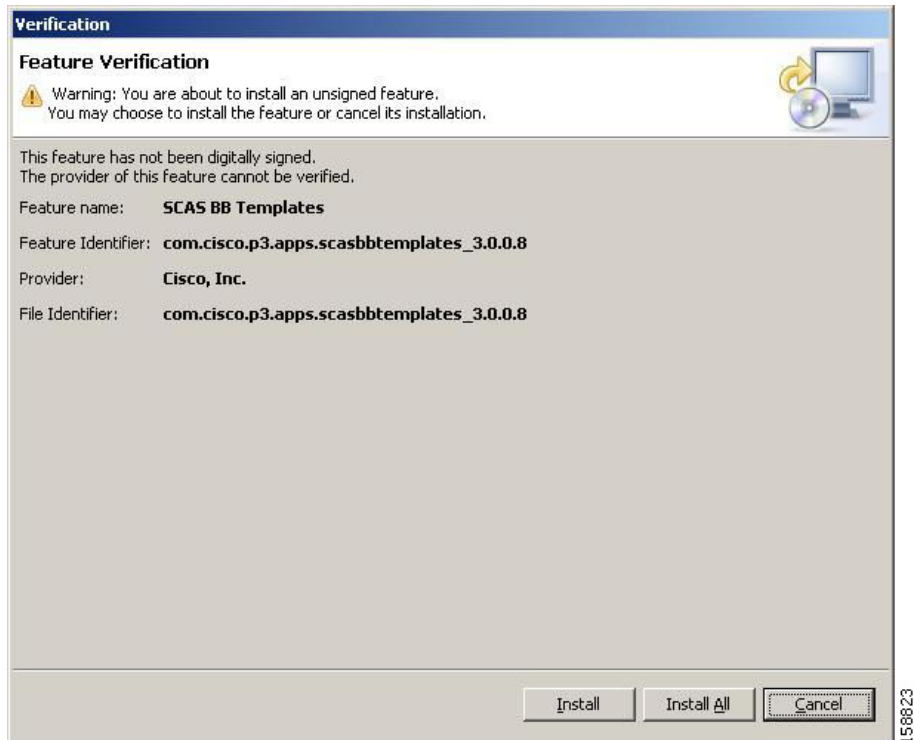 Verification
Feature Verification
Warning: You are about to install an unsigned feature.
You may choose to install the feature or cancel its installation.
This feature has not been digitally signed.
The provider of this feature cannot be verified.
Feature name: SCAS BB Templates
Feature Identifier: com.cisco.p3.apps.scasbbtemplates_3.0.0.8
Provider: Cisco, Inc.
File Identifier: com.cisco.p3.apps.scasbbtemplates_3.0.0.8
Install Install All Cancel
158823